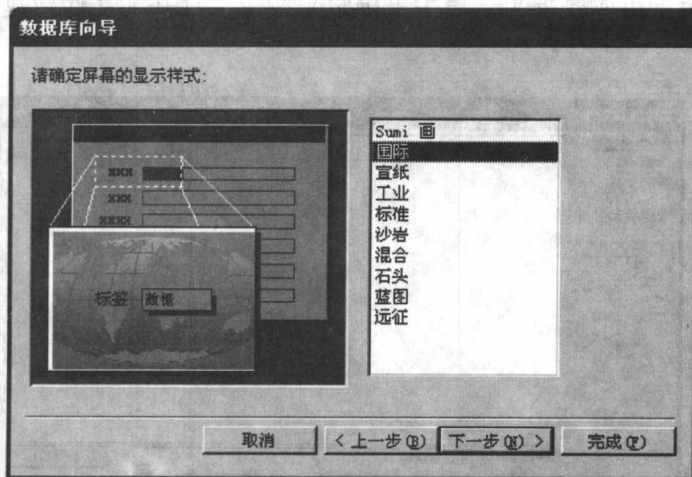 数据库向导
请确定屏幕的显示样式:
xxx
xxx
xxxx
标签 数据
Sumi 画
国际
宣纸
工业
标准
沙岩
混合
石头
蓝图
远征
取消
< 上一步(B)
下一步(N) >
完成(F)